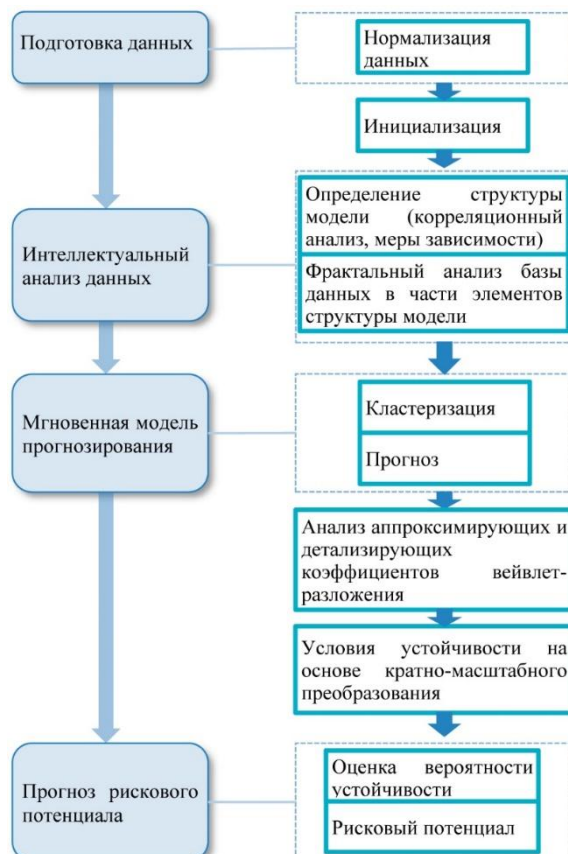 Подготовка данных
Нормализация
данных
Инициализация
Определение структуры
модели (корреляционный
анализ, меры зависимости)
Интеллектуальный
анализ данных
Фрактальный анализ базы
данных в части элементов
структуры модели
Мгновенная модель
прогнозирования
Кластеризация
Прогноз
Анализ аппроксимирующих и
детализирующих
коэффициентов вейвлет-
разложения
Условия устойчивости на
основе кратно-масштабного
преобразования
Прогноз рискового
потенциала
Оценка вероятности
устойчивости
Рисковый потенциал